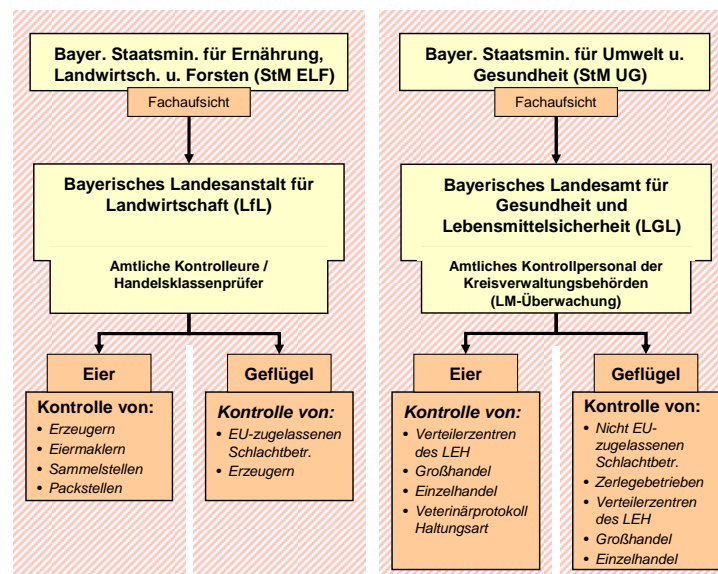 Bayer. Staatsmin. für Ernährung,
Landwirtsch. u. Forsten (StM ELF)
Fachaufsicht
Bayerisches Landesanstalt für
Landwirtschaft (LfL)
Amtliche Kontrolleure /
Handelsklassenprüfer
Eier
Kontrolle von:
• Erzeugern
• Eiermaklern
• Sammelstellen
• Packstellen
Geflügel
Kontrolle von:
• EU-zugelassenen
Schlachtbetr.
• Erzeugern
Bayer. Staatsmin. für Umwelt u.
Gesundheit (StM UG)
Fachaufsicht
Bayerisches Landesamt für
Gesundheit und
Lebensmittelsicherheit (LGL)
Amtliches Kontrollpersonal der
Kreisverwaltungsbehörden
(LM-Überwachung)
Eier
Kontrolle von:
• Verteilerzentren
des LEH
• Großhandel
• Einzelhandel
• Veterinärprotokoll
Haltungsart
Geflügel
Kontrolle von:
• Nicht EU-
zugelassenen
Schlachtbetr.
• Zerlegebetrieben
• Verteilerzentren
des LEH
• Großhandel
• Einzelhandel